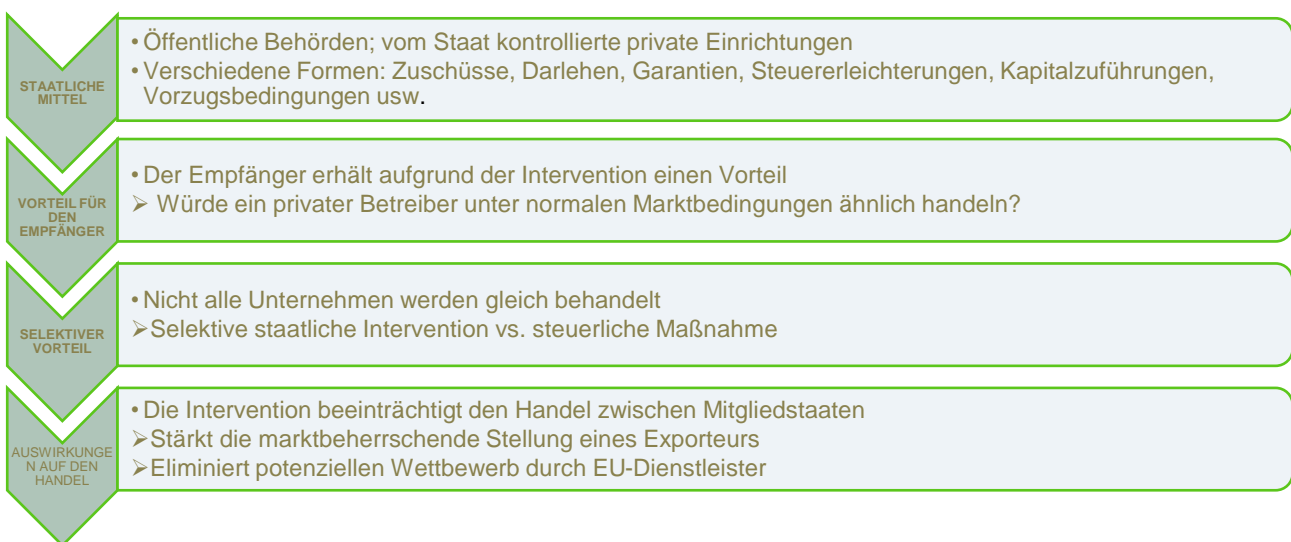 STAATLICHE
MITTEL
• Öffentliche Behörden; vom Staat kontrollierte private Einrichtungen
• Verschiedene Formen: Zuschüsse, Darlehen, Garantien, Steuererleichterungen, Kapitalzuführungen,
Vorzugsbedingungen usw.
VORTEIL FÜR
DEN
EMPFÄNGER
• Der Empfänger erhält aufgrund der Intervention einen Vorteil
➢ Würde ein privater Betreiber unter normalen Marktbedingungen ähnlich handeln?
SELEKTIVER
VORTEIL
• Nicht alle Unternehmen werden gleich behandelt
➢Selektive staatliche Intervention vs. steuerliche Maßnahme
AUSWIRKUNGE
N AUF DEN
HANDEL
• Die Intervention beeinträchtigt den Handel zwischen Mitgliedstaaten
➢Stärkt die marktbeherrschende Stellung eines Exporteurs
➢Eliminiert potenziellen Wettbewerb durch EU-Dienstleister